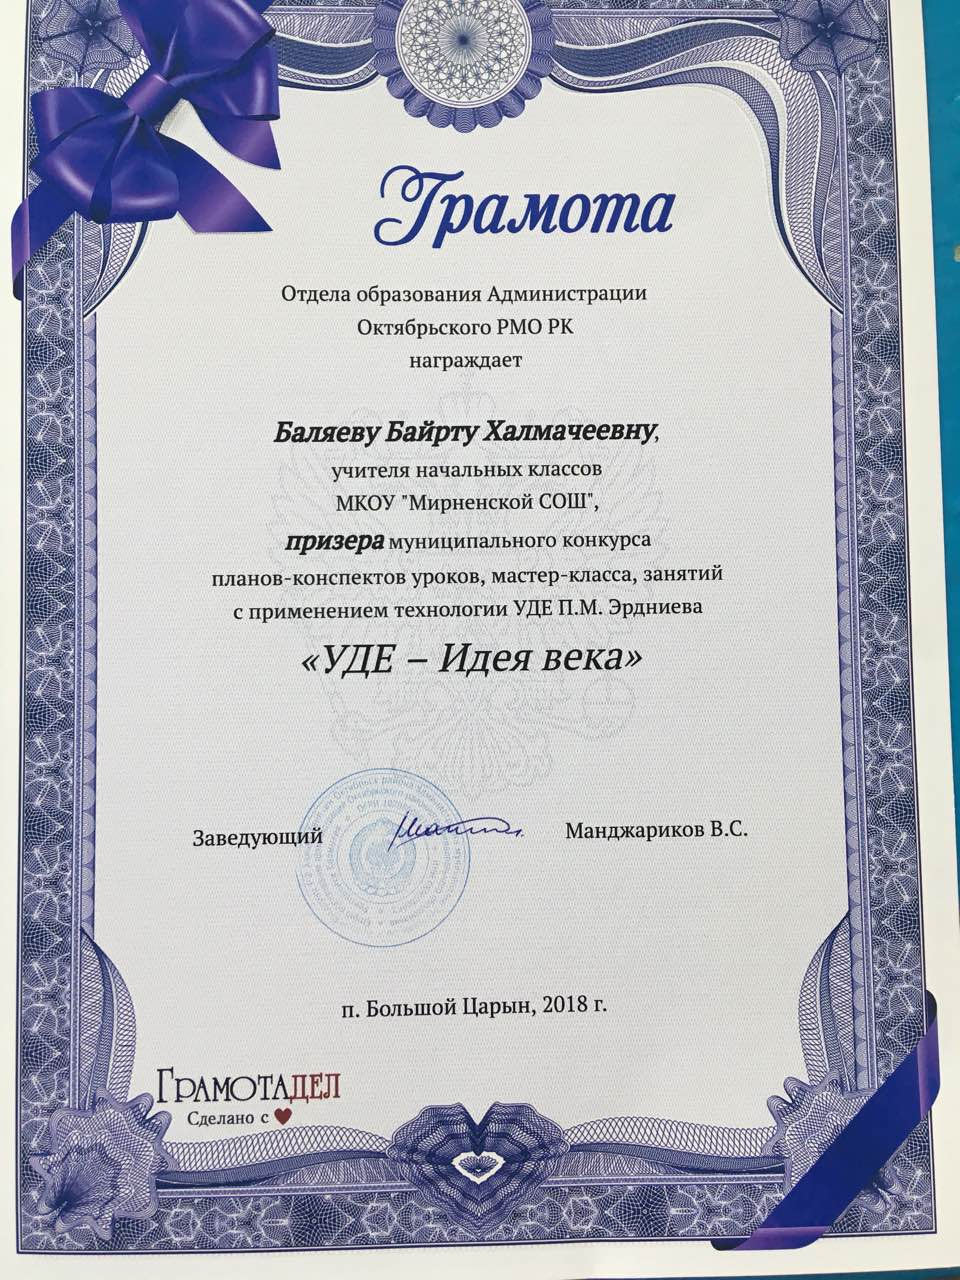 Грамота
Отдела образования Администрации
Октябрьского РМО РК
награждает
Баляеву Байрту Халмачеевну,
учителя начальных классов
МКОУ "Мирненской СОШ",
призера муниципального конкурса
планов-конспектов уроков, мастер-класса, занятий
с применением технологии УДЕ П.М. Эрдниева
«УДЕ – Идея века»
Заведующий Манджариков В.С.
п. Большой Царын, 2018 г.
ГРАМОТАДЕЛ
Сделано с